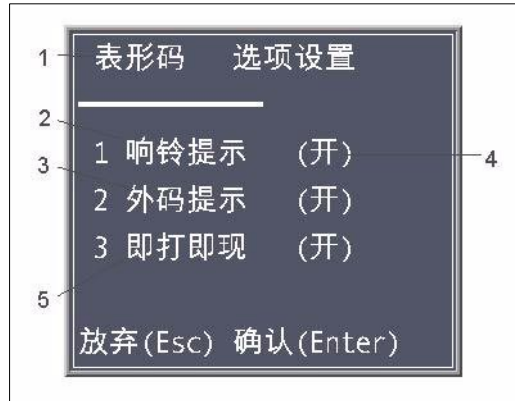 1 表形码 选项设置
2
1 响铃提示 (开) 4
3
2 外码提示 (开)
3 即打即现 (开)
5
放弃(Esc) 确认(Enter)